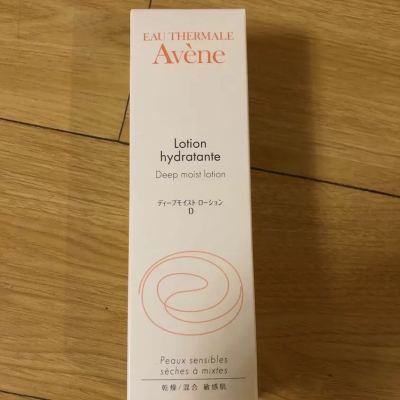 EAU THERMALE
Avène
Lotion
hydratante
Deep moist lotion
ディープモイスト ローション
D
Peaux sensibles
sèches à mixtes
乾燥/混合 敏感肌